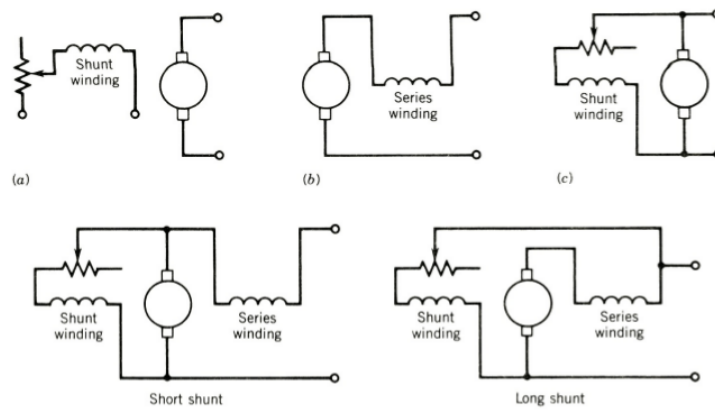 Shunt
winding
Series
winding
Shunt
winding
(a)
(b)
(c)
Shunt
winding
Series
winding
Shunt
winding
Series
winding
Short shunt
Long shunt